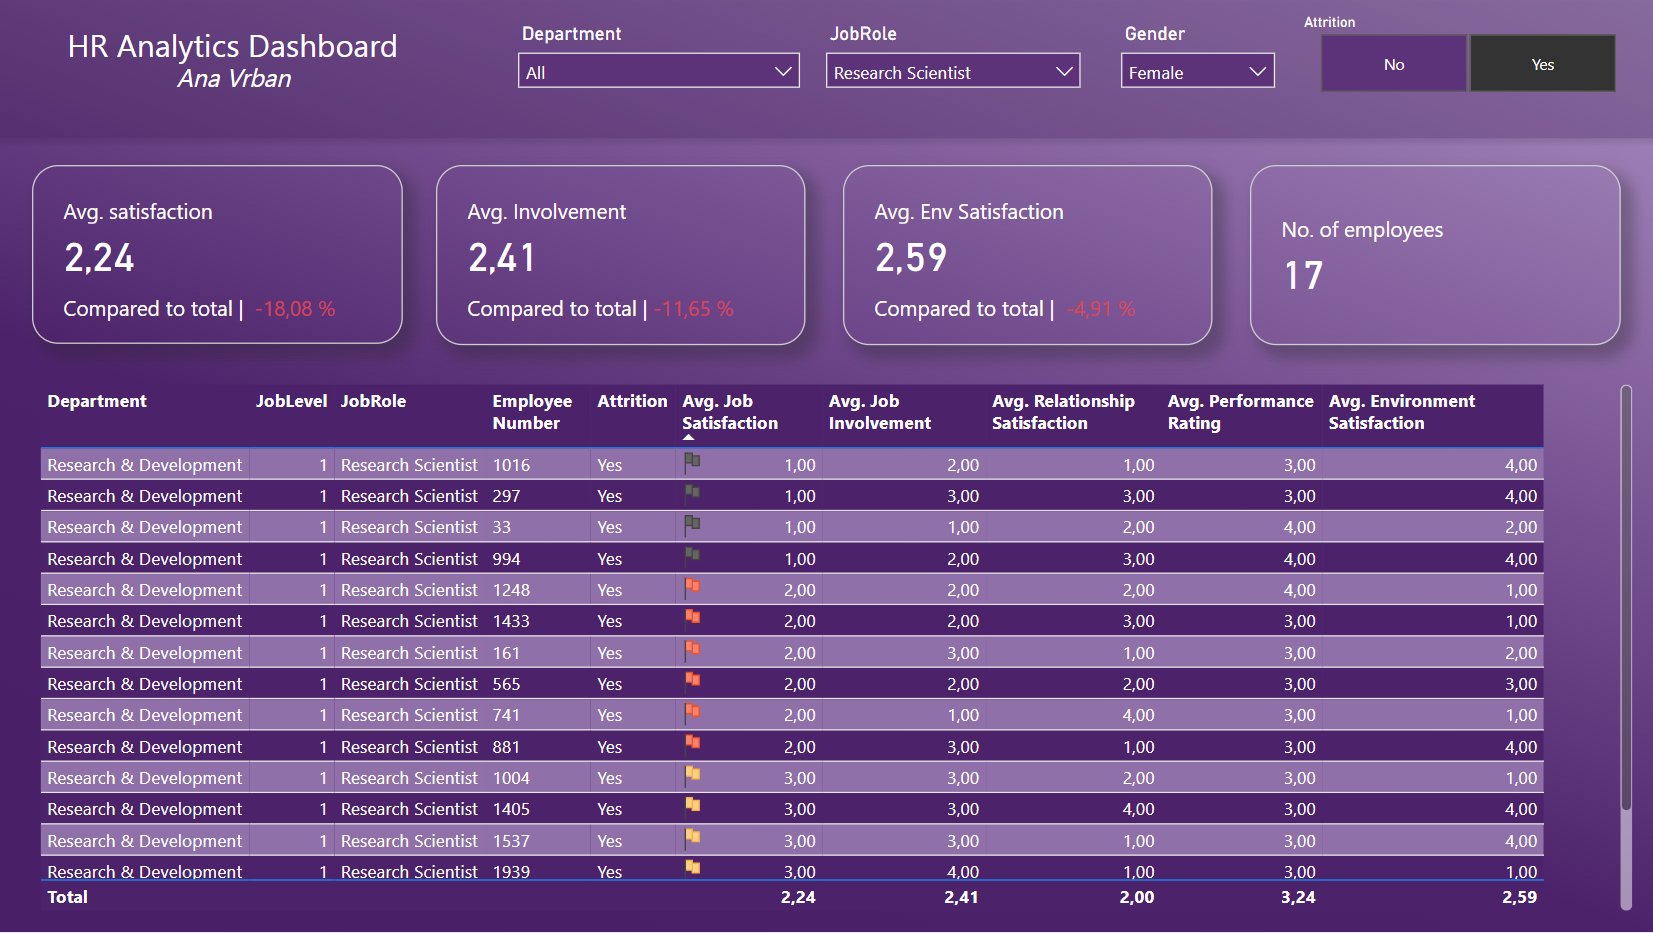 HR Analytics Dashboard
Ana Vrban
Department
All
JobRole
Research Scientist
Gender
Female
Attrition
No
Yes
Avg. satisfaction
2,24
Compared to total | -18,08 %
Avg. Involvement
2,41
Compared to total | -11,65 %
Avg. Env Satisfaction
2,59
Compared to total | -4,91 %
No. of employees
17
Department JobLevel JobRole Employee Number Attrition Avg. Job Satisfaction Avg. Job Involvement Avg. Relationship Satisfaction Avg. Performance Rating Avg. Environment Satisfaction
Research & Development 1 Research Scientist 1016 Yes 1,00 2,00 1,00 3,00 4,00
Research & Development 1 Research Scientist 297 Yes 1,00 3,00 3,00 3,00 4,00
Research & Development 1 Research Scientist 33 Yes 1,00 1,00 2,00 4,00 2,00
Research & Development 1 Research Scientist 994 Yes 1,00 2,00 3,00 4,00 4,00
Research & Development 1 Research Scientist 1248 Yes 2,00 2,00 2,00 4,00 1,00
Research & Development 1 Research Scientist 1433 Yes 2,00 2,00 3,00 3,00 1,00
Research & Development 1 Research Scientist 161 Yes 2,00 3,00 1,00 3,00 2,00
Research & Development 1 Research Scientist 565 Yes 2,00 2,00 2,00 3,00 3,00
Research & Development 1 Research Scientist 741 Yes 2,00 1,00 4,00 3,00 1,00
Research & Development 1 Research Scientist 881 Yes 2,00 3,00 1,00 3,00 4,00
Research & Development 1 Research Scientist 1004 Yes 3,00 3,00 2,00 3,00 1,00
Research & Development 1 Research Scientist 1405 Yes 3,00 3,00 4,00 3,00 4,00
Research & Development 1 Research Scientist 1537 Yes 3,00 3,00 1,00 3,00 4,00
Research & Development 1 Research Scientist 1939 Yes 3,00 4,00 1,00 3,00 1,00
Total 2,24 2,41 2,00 3,24 2,59